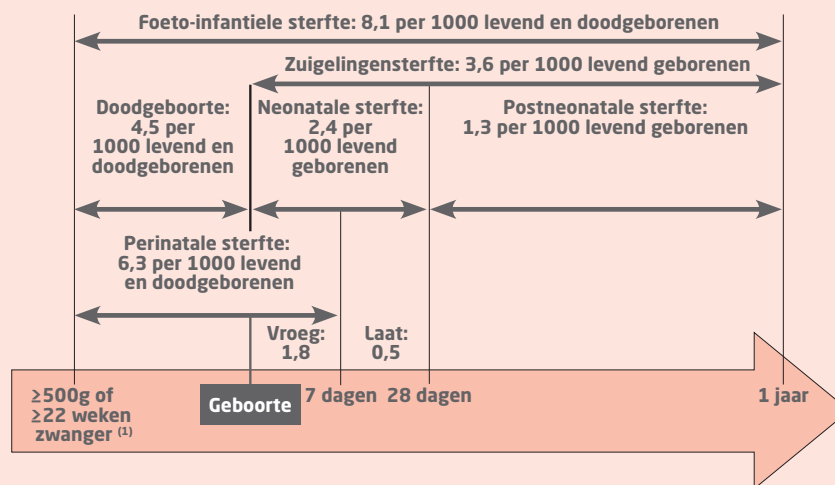 Foeto-infantiele sterfte: 8,1 per 1000 levend en doodgeborenen
Zuigelingensterfte: 3,6 per 1000 levend geborenen
Doodgeboorte:
4,5 per
1000 levend en
doodgeborenen
Neonatale sterfte:
2,4 per
1000 levend
geborenen
Postneonatale sterfte:
1,3 per 1000 levend geborenen
Perinatale sterfte:
6,3 per 1000 levend
en doodgeborenen
Vroeg:
1,8
Laat:
0,5
≥500g of
≥22 weken
zwanger (1)
Geboorte
7 dagen
28 dagen
1 jaar